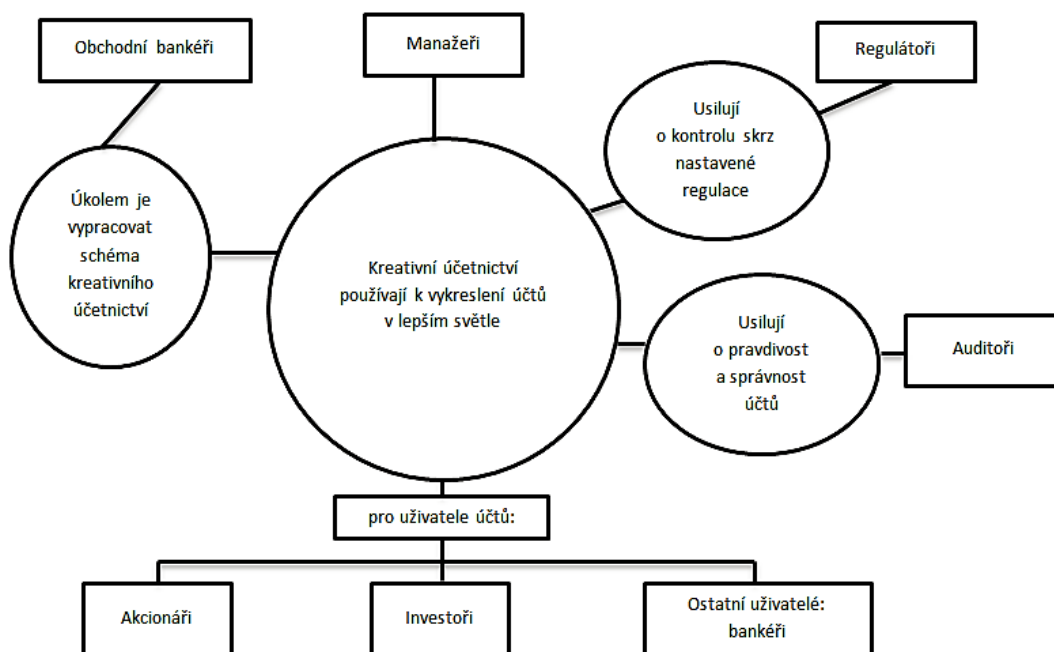 Obchodní bankéři
Manažeři
Regulátoři
Usilují
o kontrolu skrz
nastavené
regulace
Úkolem je
vypracovat
schéma
kreativního
účetnictví
Kreativní účetnictví
používají k vykreslení účtů
v lepším světle
Usilují
o pravdivost
a správnost
účtů
Auditoři
pro uživatele účtů:
Akcionáři
Investoři
Ostatní uživatelé:
bankéři